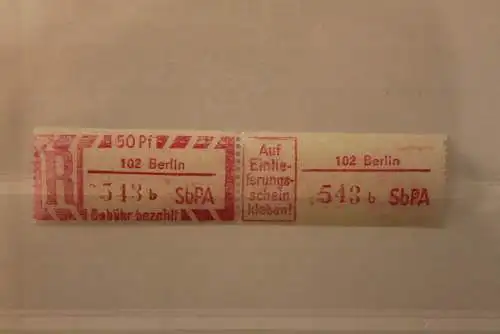 50 Pf
R
102 Berlin
543 b SbPA
Gebühr bezahlt
Auf
Einlie-
ferungs-
schein
kleben!
102 Berlin
543 b SbPA